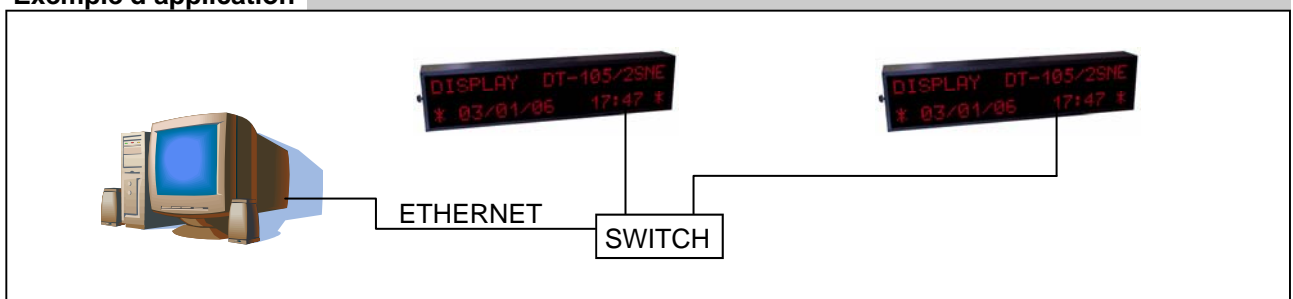 Exemple d'application
DISPLAY DT-105/2SNE
* 03/01/06 17:47 *
DISPLAY DT-105/2SNE
* 03/01/06 17:47 *
ETHERNET
SWITCH